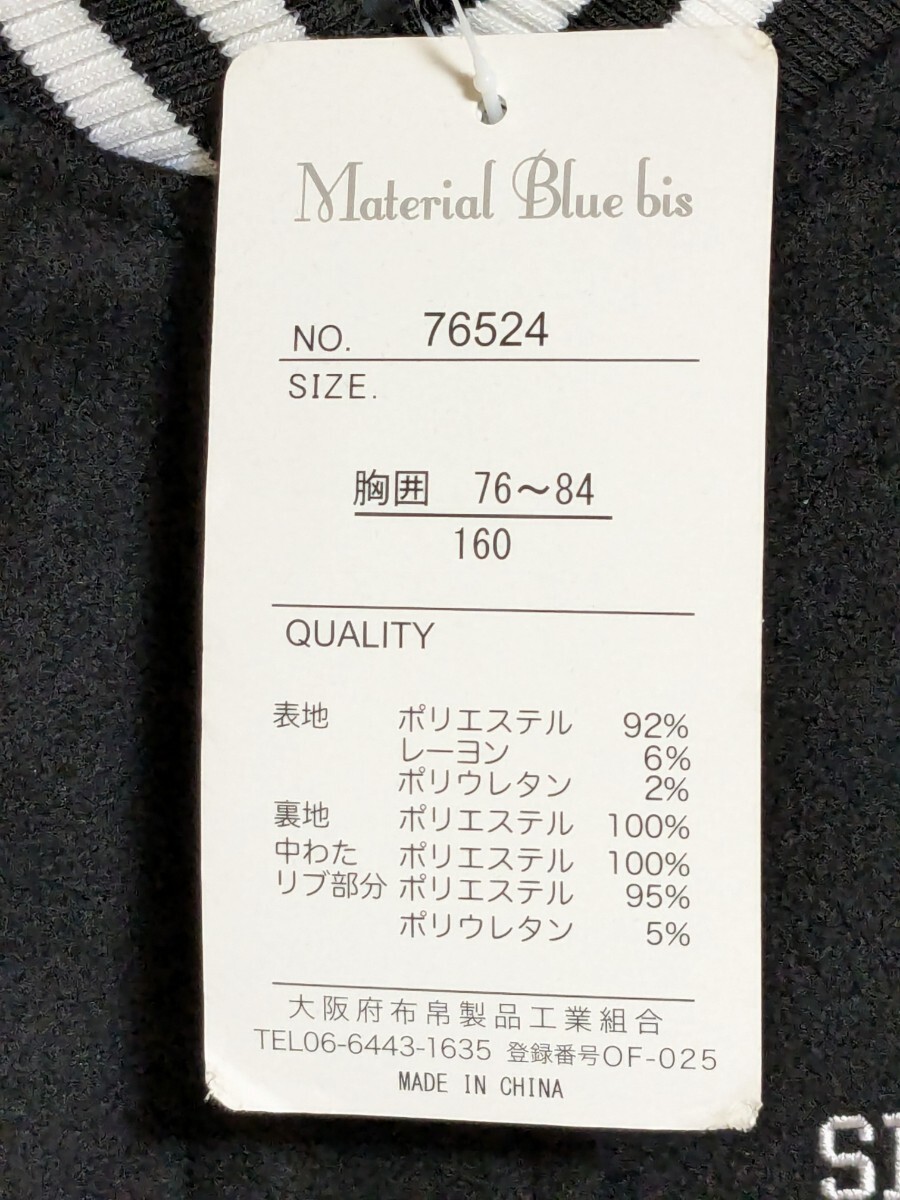 Material Blue bis
NO. 76524
SIZE.
胸囲 76〜84
160
QUALITY
表地 ポリエステル 92%
レーヨン 6%
ポリウレタン 2%
裏地 ポリエステル 100%
中わた ポリエステル 100%
リブ部分 ポリエステル 95%
ポリウレタン 5%
大阪府布帛製品工業組合
TEL06-6443-1635 登録番号OF-025
MADE IN CHINA